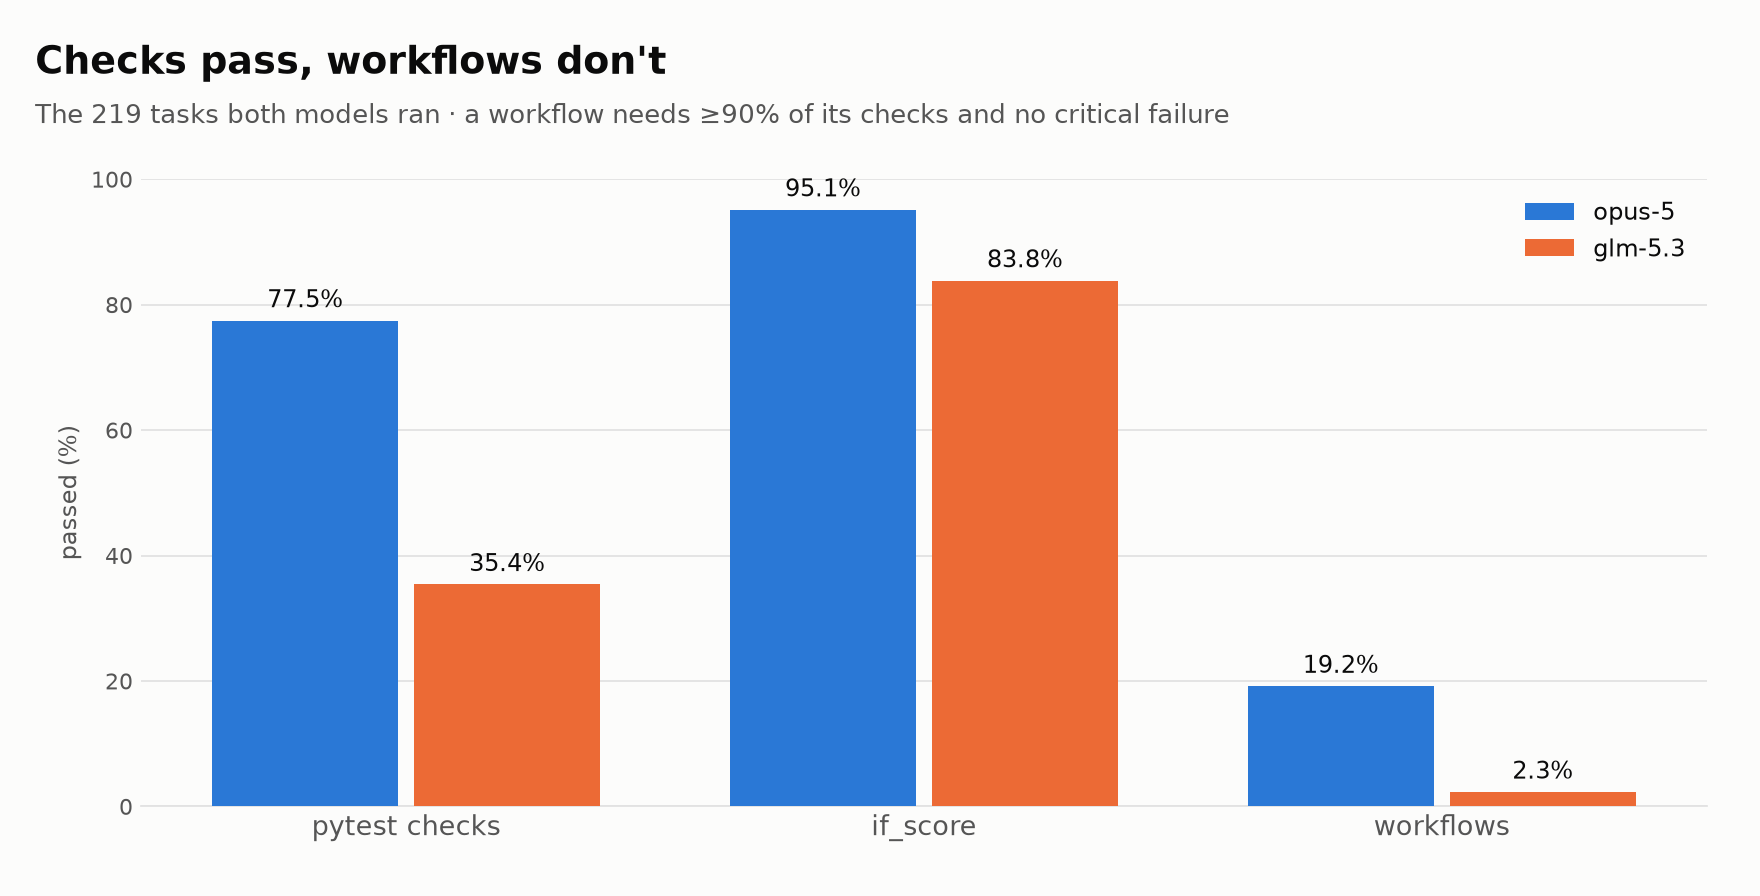 Checks pass, workflows don't
The 219 tasks both models ran · a workflow needs ≥90% of its checks and no critical failure
100
95.1%
opus-5
glm-5.3
83.8%
80
77.5%
60
passed (%)
40
35.4%
20
19.2%
2.3%
0
pytest checks
if_score
workflows